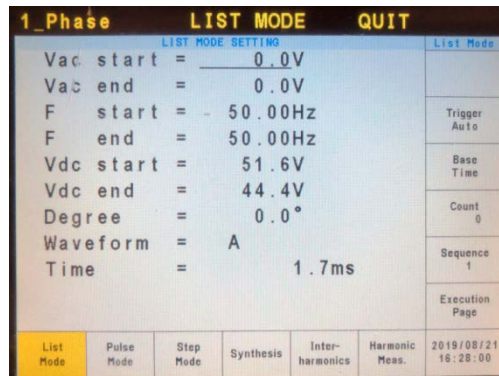 1_Phase LIST MODE QUIT
LIST MODE SETTING
List Mode
Vac start = 0.0V
Vac end = 0.0V
F start = 50.00Hz
F end = 50.00Hz
Vdc start = 51.6V
Vdc end = 44.4V
Degree = 0.0°
Waveform = A
Time = 1.7ms
Trigger
Auto
Base
Time
Count
0
Sequence
1
Execution
Page
List
Mode
Pulse
Mode
Step
Mode
Synthesis
Inter-
harmonics
Harmonic
Meas.
2019/08/21
16:28:00